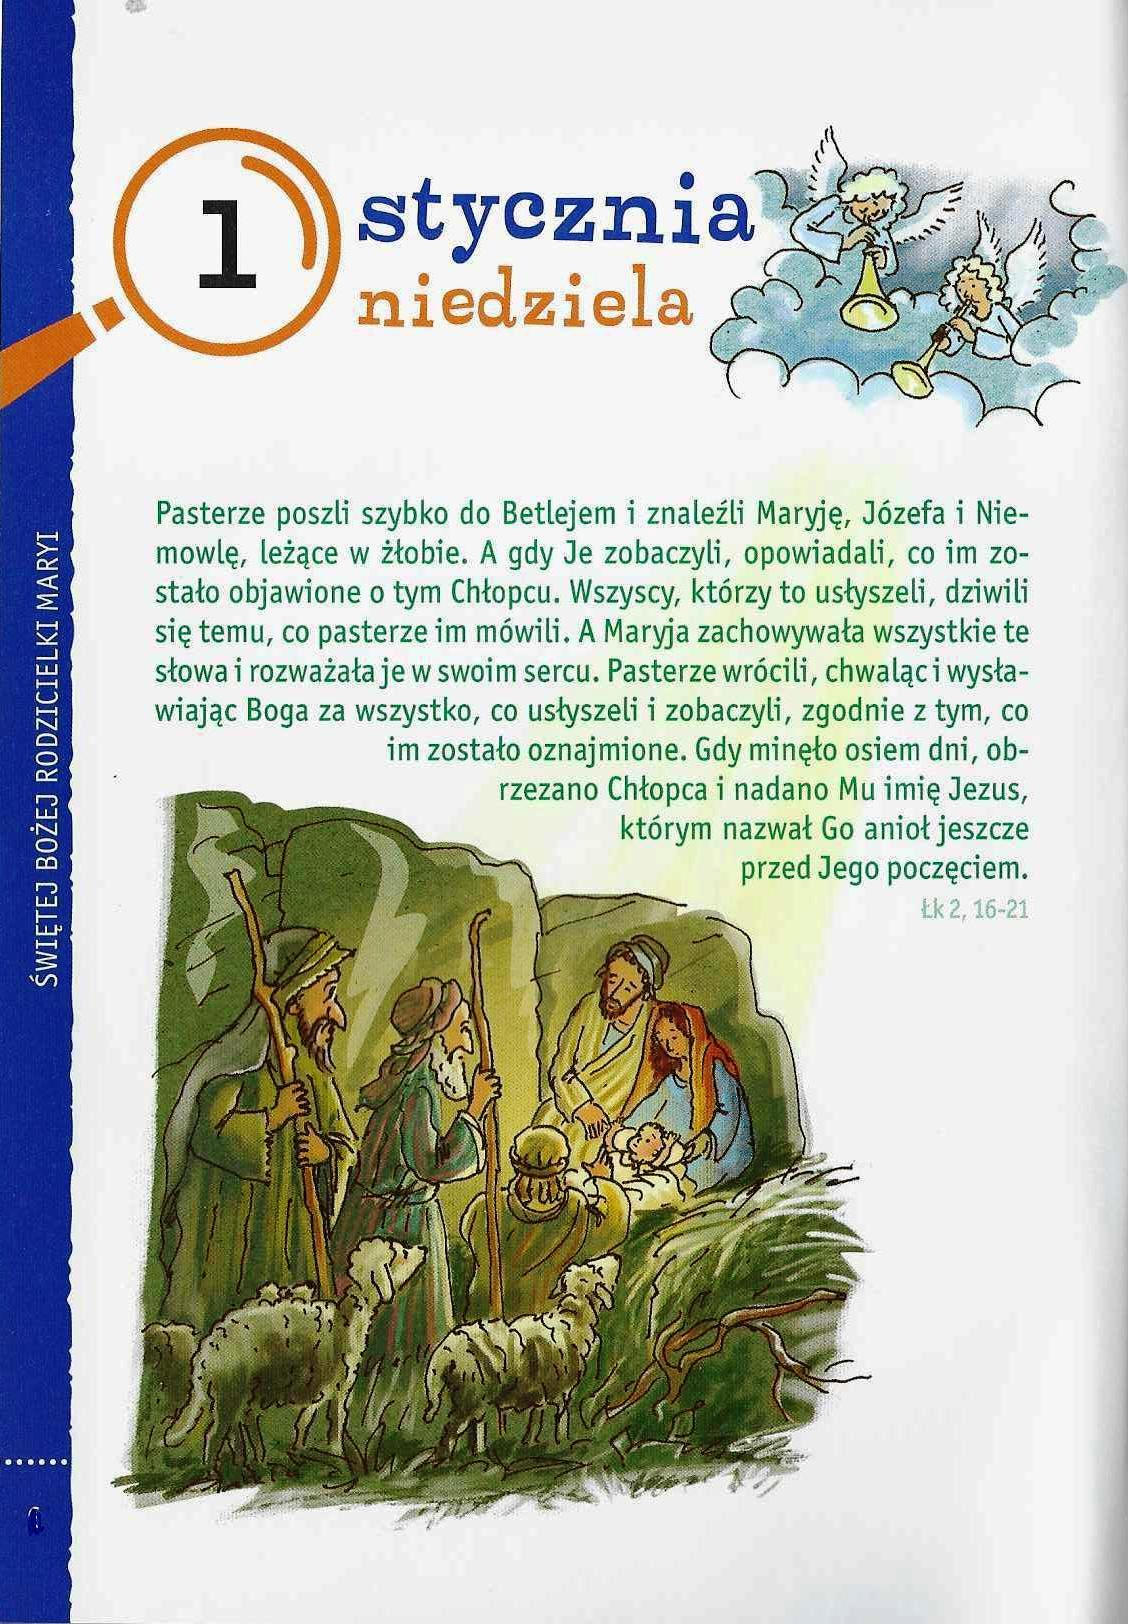 1
stycznia
niedziela
Pasterze poszli szybko do Betlejem i znaleźli Maryję, Józefa i Nie-
mowlę, leżące w żłobie. A gdy Je zobaczyli, opowiadali, co im zo-
stało objawione o tym Chłopcu. Wszyscy, którzy to usłyszeli, dziwili
się temu, co pasterze im mówili. A Maryja zachowywała wszystkie te
słowa i rozważała je w swoim sercu. Pasterze wrócili, chwaląc i wysła-
wiając Boga za wszystko, co usłyszeli i zobaczyli, zgodnie z tym, co
im zostało oznajmione. Gdy minęło osiem dni, ob-
rzezano Chłopca i nadano Mu imię Jezus,
którym nazwał Go anioł jeszcze
przed Jego poczęciem.
Łk 2, 16-21
ŚWIĘTEJ BOŻEJ RODZICIELKI MARYI